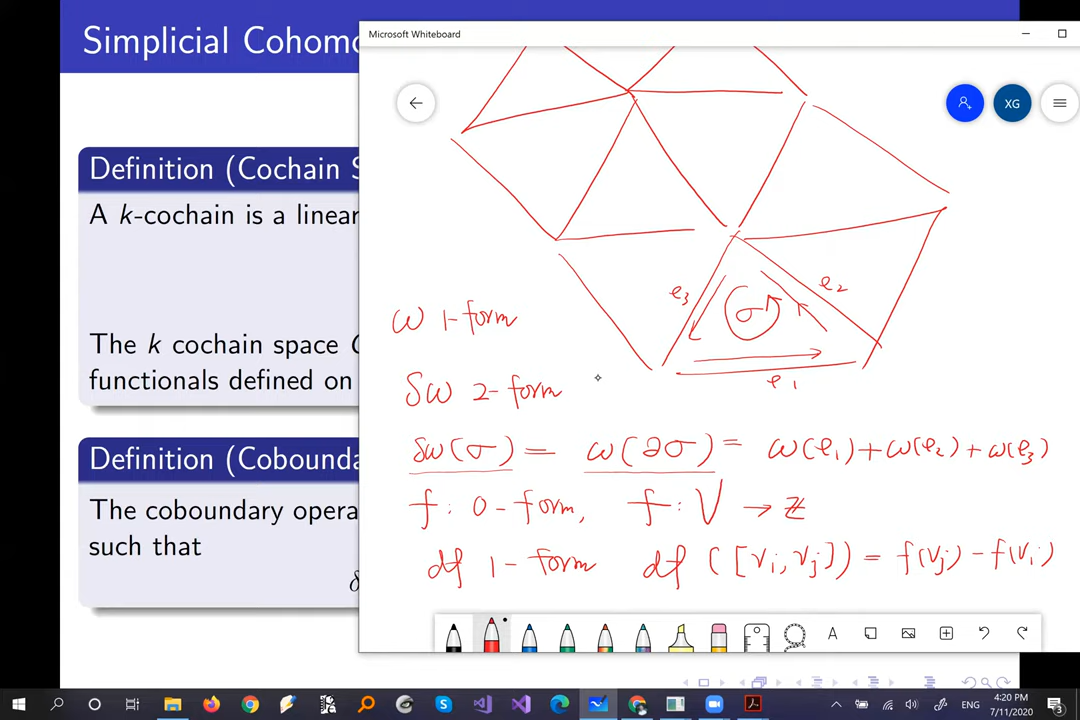 Simplicial Cohomo
Microsoft Whiteboard
XG
Definition (Cochain S
A k-cochain is a linear
The k cochain space C
functionals defined on
Definition (Cobounda
The coboundary opera
such that
δ
e3
σ
e2
e1
ω 1-form
δω 2-form
δω(σ) = ω(∂σ) = ω(e1)+ω(e2)+ω(e3)
f: 0-form, f: V → ℤ
df 1-form df([vi, vj]) = f(vj) - f(vi)
A
ENG
4:20 PM
7/11/2020
3